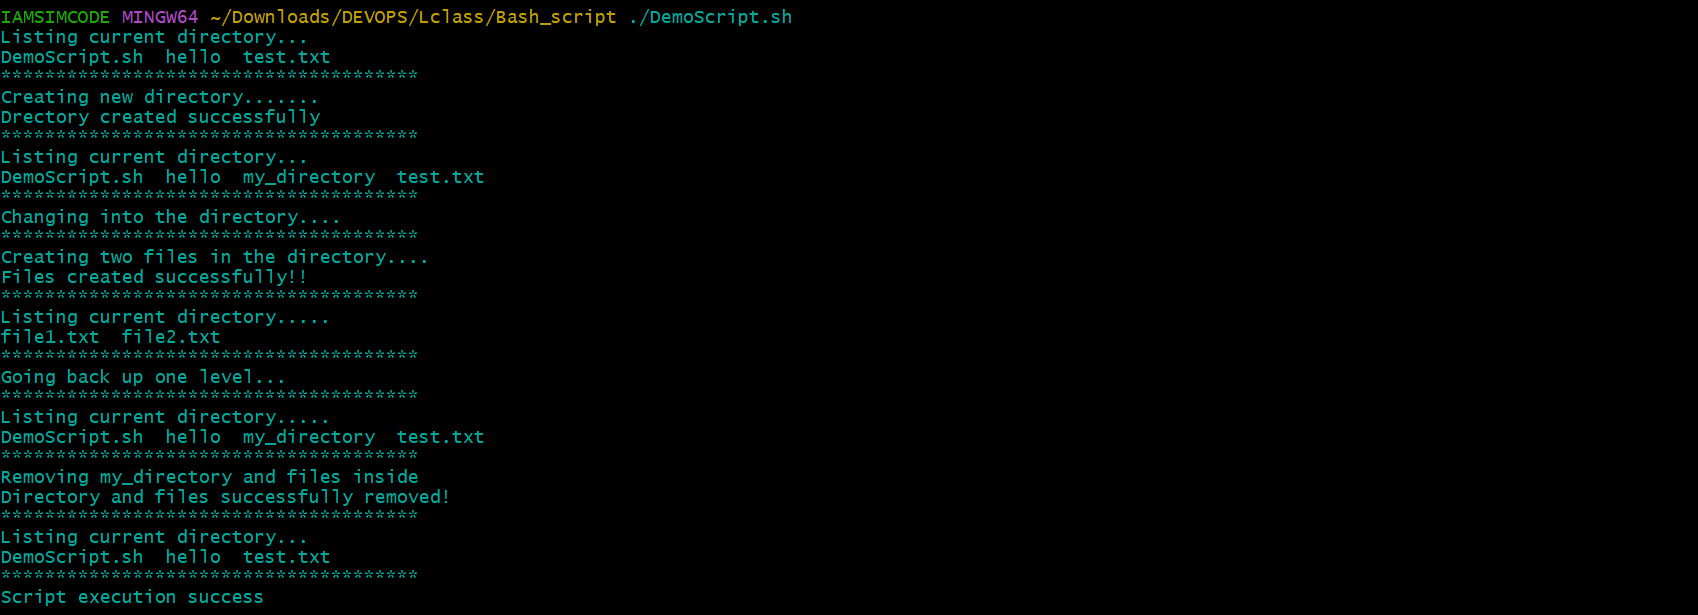 IAMSIMCODE MINGW64 ~/Downloads/DEVOPS/Lclass/Bash_script ./DemoScript.sh
Listing current directory...
DemoScript.sh  hello  test.txt
**************************************
Creating new directory.......
Drectory created successfully
**************************************
Listing current directory...
DemoScript.sh  hello  my_directory  test.txt
**************************************
Changing into the directory....
**************************************
Creating two files in the directory....
Files created successfully!!
**************************************
Listing current directory.....
file1.txt  file2.txt
**************************************
Going back up one level...
**************************************
Listing current directory.....
DemoScript.sh  hello  my_directory  test.txt
**************************************
Removing my_directory and files inside
Directory and files successfully removed!
**************************************
Listing current directory...
DemoScript.sh  hello  test.txt
**************************************
Script execution success